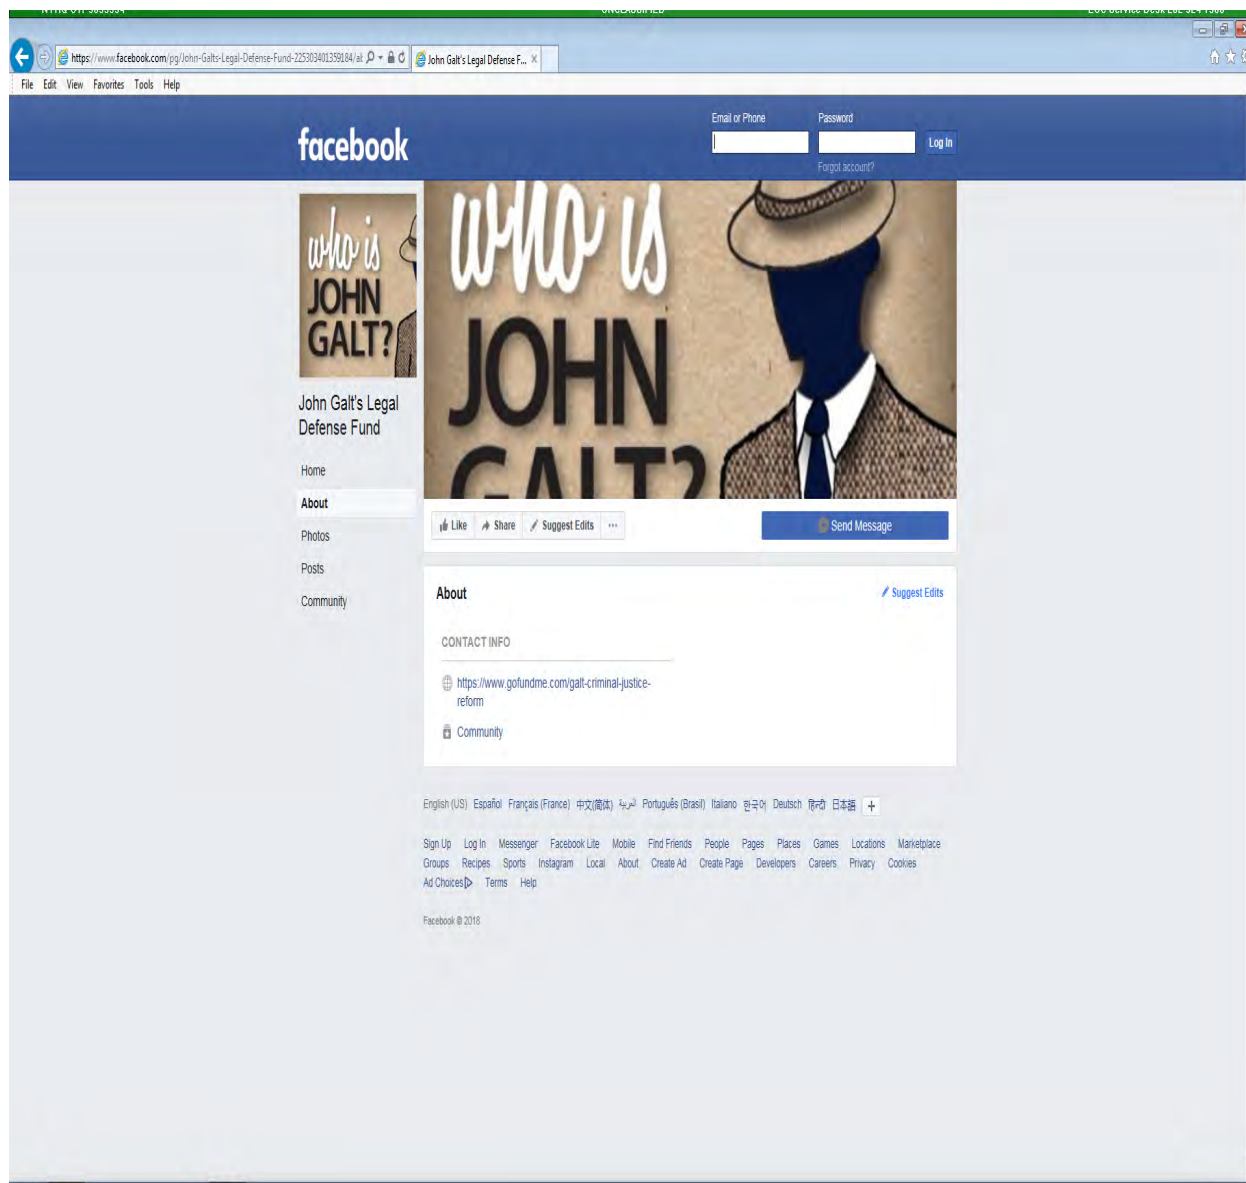 UNCLASSIFIED
https://www.facebook.com/pg/John-Galts-Legal-Defense-Fund-225303401359184/at
John Galt's Legal Defense F...
File Edit View Favorites Tools Help
facebook
Email or Phone Password
Log In
Forgot account?
who is
JOHN
GALT?
who is
JOHN
GALT?
John Galt's Legal
Defense Fund
Home
About
Photos
Posts
Community
Like Share Suggest Edits ...
Send Message
About
Suggest Edits
CONTACT INFO
https://www.gofundme.com/galt-criminal-justice-
reform
Community
English (US) Español Français (France) 中文(简体) العربية Português (Brasil) Italiano 한국어 Deutsch हिन्दी 日本語 +
Sign Up Log In Messenger Facebook Lite Mobile Find Friends People Pages Places Games Locations Marketplace
Groups Recipes Sports Instagram Local About Create Ad Create Page Developers Careers Privacy Cookies
Ad Choices Terms Help
Facebook © 2018